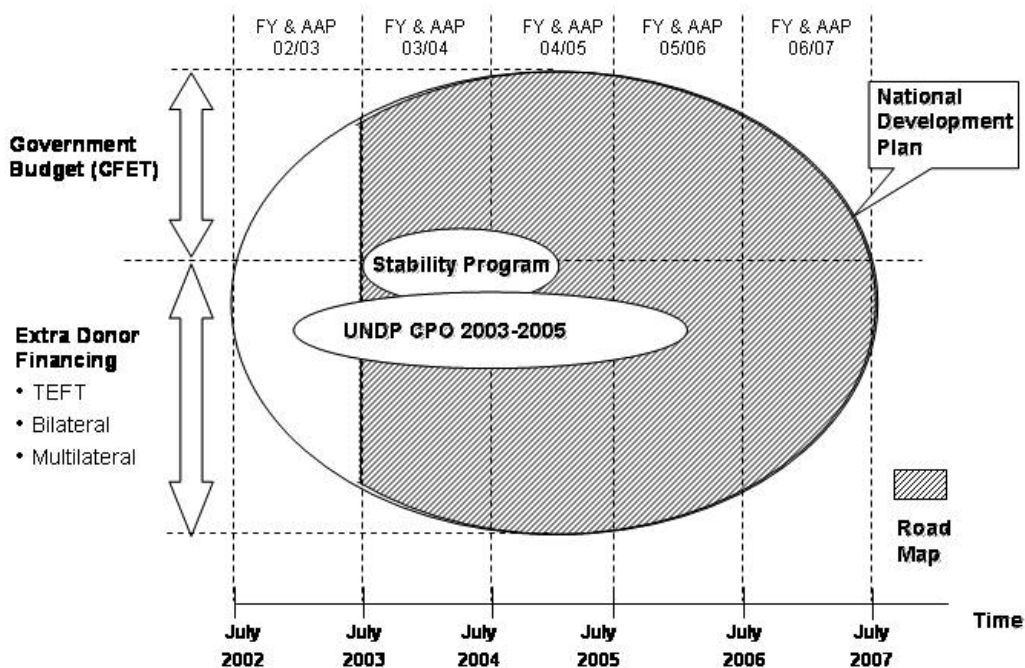 FY & AAP
02/03
FY & AAP
03/04
FY & AAP
04/05
FY & AAP
05/06
FY & AAP
06/07
National
Development
Plan
Government
Budget (CFET)
Stability Program
UNDP CPO 2003-2005
Extra Donor
Financing
• TEFT
• Bilateral
• Multilateral
Road
Map
Time
July
2002
July
2003
July
2004
July
2005
July
2006
July
2007